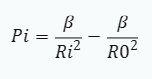 Pi = β/Ri² − β/R0²